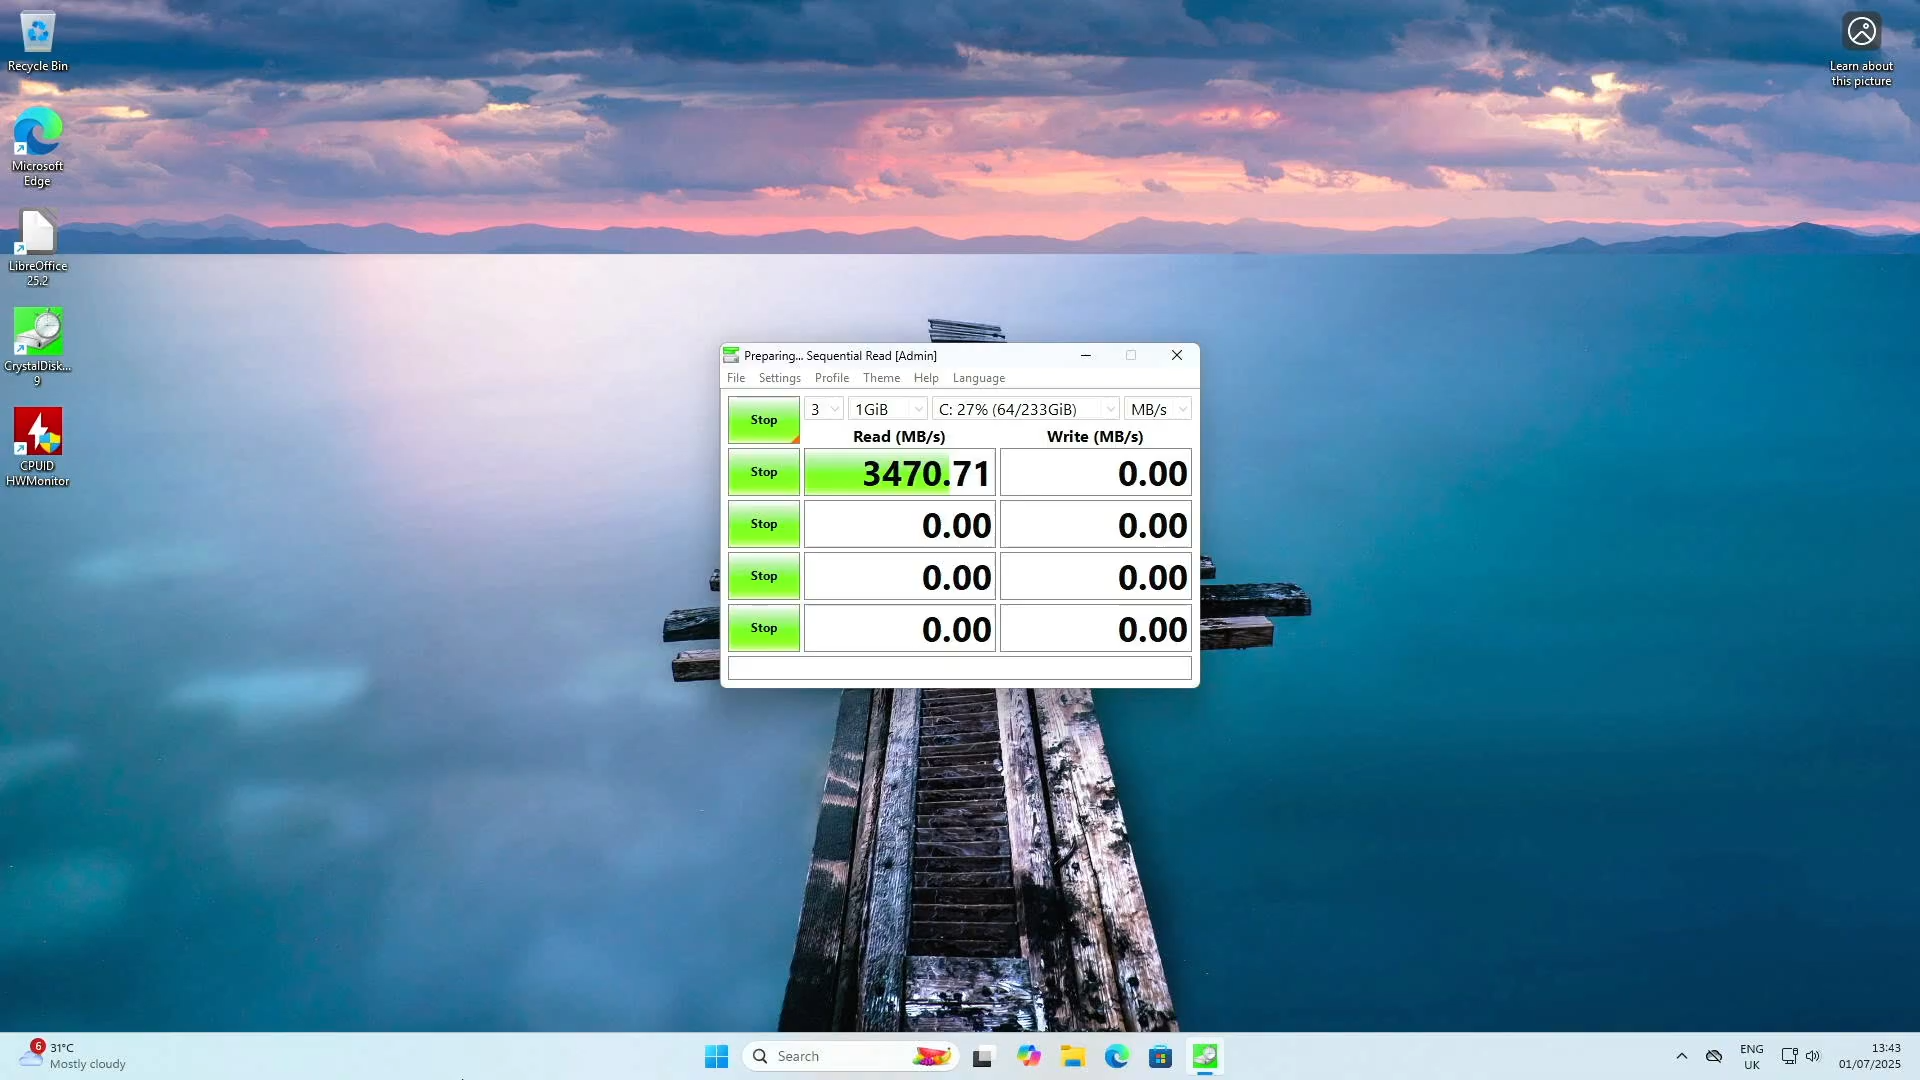 Recycle Bin
Microsoft
Edge
LibreOffice
25.2
CrystalDisk...
9
CPUID
HWMonitor
Learn about
this picture
Preparing... Sequential Read [Admin]
File Settings Profile Theme Help Language
Stop 3 1GiB C: 27% (64/233GiB) MB/s
Read (MB/s) Write (MB/s)
Stop 3470.71 0.00
Stop 0.00 0.00
Stop 0.00 0.00
Stop 0.00 0.00
6 31°C
Mostly cloudy
Search
ENG
UK
13:43
01/07/2025